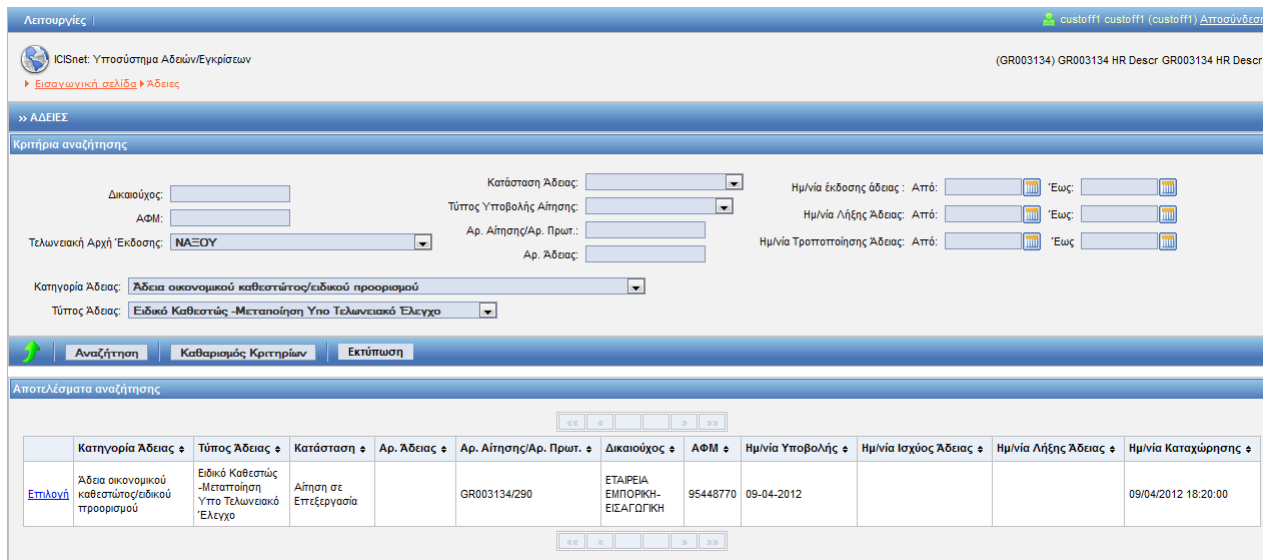 Λειτουργίες
custoff1 custoff1 (custoff1) Αποσύνδεση
ICISnet: Υποσύστημα Αδειών/Εγκρίσεων
(GR003134) GR003134 HR Descr GR003134 HR Descr
Εισαγωγική σελίδα Άδειες
» ΑΔΕΙΕΣ
Κριτήρια αναζήτησης
Δικαιούχος:
ΑΦΜ:
Τελωνειακή Αρχή Έκδοσης: ΝΑΞΟΥ
Κατάσταση Άδειας:
Τύπος Υποβολής Αίτησης:
Αρ. Αίτησης/Αρ. Πρωτ.:
Αρ. Άδειας:
Ημ/νία έκδοσης άδειας : Από: Έως:
Ημ/νία Λήξης Άδειας: Από: Έως:
Ημ/νία Τροποποίησης Άδειας: Από: Έως
Κατηγορία Άδειας: Άδεια οικονομικού καθεστώτος/ειδικού προορισμού
Τύπος Άδειας: Ειδικό Καθεστώς -Μεταποίηση Υπο Τελωνειακό Έλεγχο
Αναζήτηση Καθαρισμός Κριτηρίων Εκτύπωση
Αποτελέσματα αναζήτησης
«« « » »»
Κατηγορία Άδειας Τύπος Άδειας Κατάσταση Αρ. Άδειας Αρ. Αίτησης/Αρ. Πρωτ. Δικαιούχος ΑΦΜ Ημ/νία Υποβολής Ημ/νία Ισχύος Άδειας Ημ/νία Λήξης Άδειας Ημ/νία Καταχώρησης
Επιλογή
Άδεια οικονομικού
καθεστώτος/ειδικού
προορισμού
Ειδικό Καθεστώς
-Μεταποίηση
Υπο Τελωνειακό
Έλεγχο
Αίτηση σε
Επεξεργασία
GR003134/290
ΕΤΑΙΡΕΙΑ
ΕΜΠΟΡΙΚΗ-
ΕΙΣΑΓΩΓΙΚΗ
95448770
09-04-2012
09/04/2012 18:20:00
«« « » »»